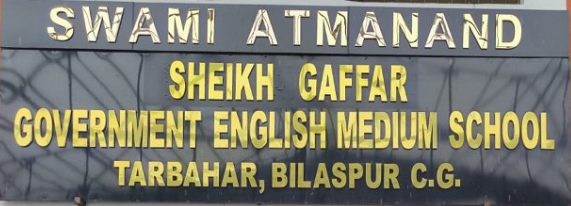 SWAMI ATMANAND
SHEIKH GAFFAR
GOVERNMENT ENGLISH MEDIUM SCHOOL
TARBAHAR, BILASPUR C.G.